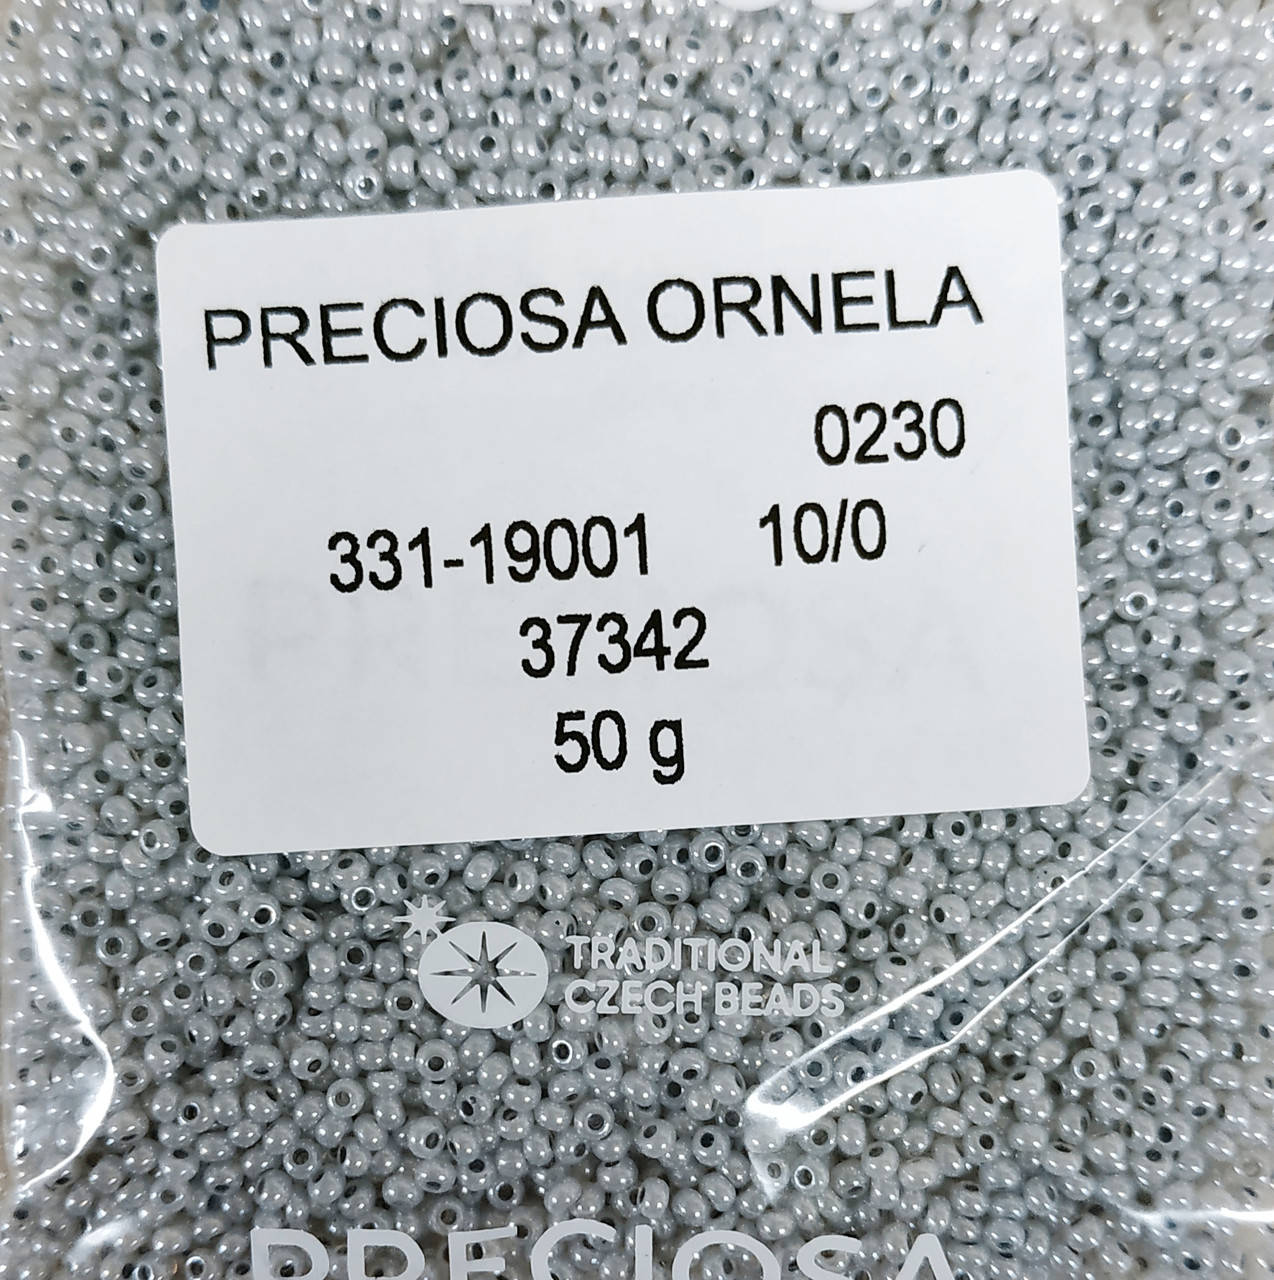 PRECIOSA ORNELA
0230
331-19001 10/0
37342
50 g
TRADITIONAL
CZECH BEADS
PRECIOSA